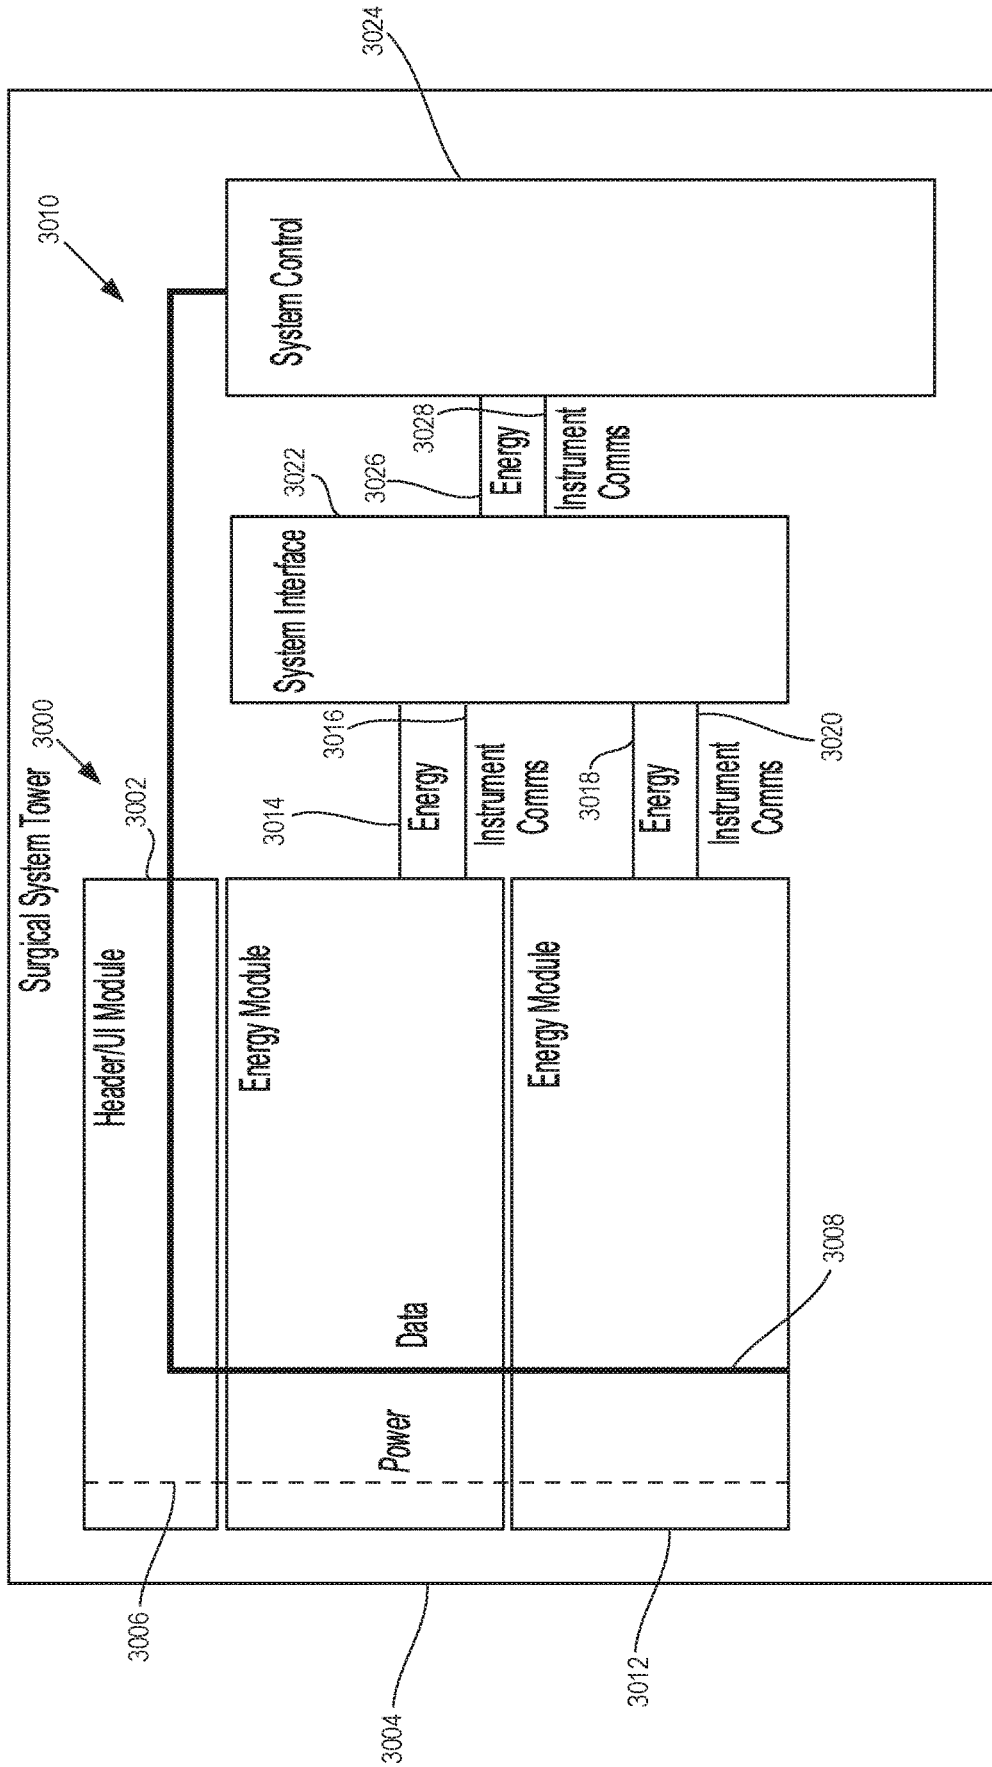 Surgical System Tower
3010
3000
3002
Header/UI Module
3006
Energy Module
3014
System Interface
3022
System Control
3024
3016
3026
3028
3004
Power
Data
Energy
Energy
Instrument
Comms
Instrument
Comms
Energy Module
3018
3012
Energy
Instrument
Comms
3008
3020